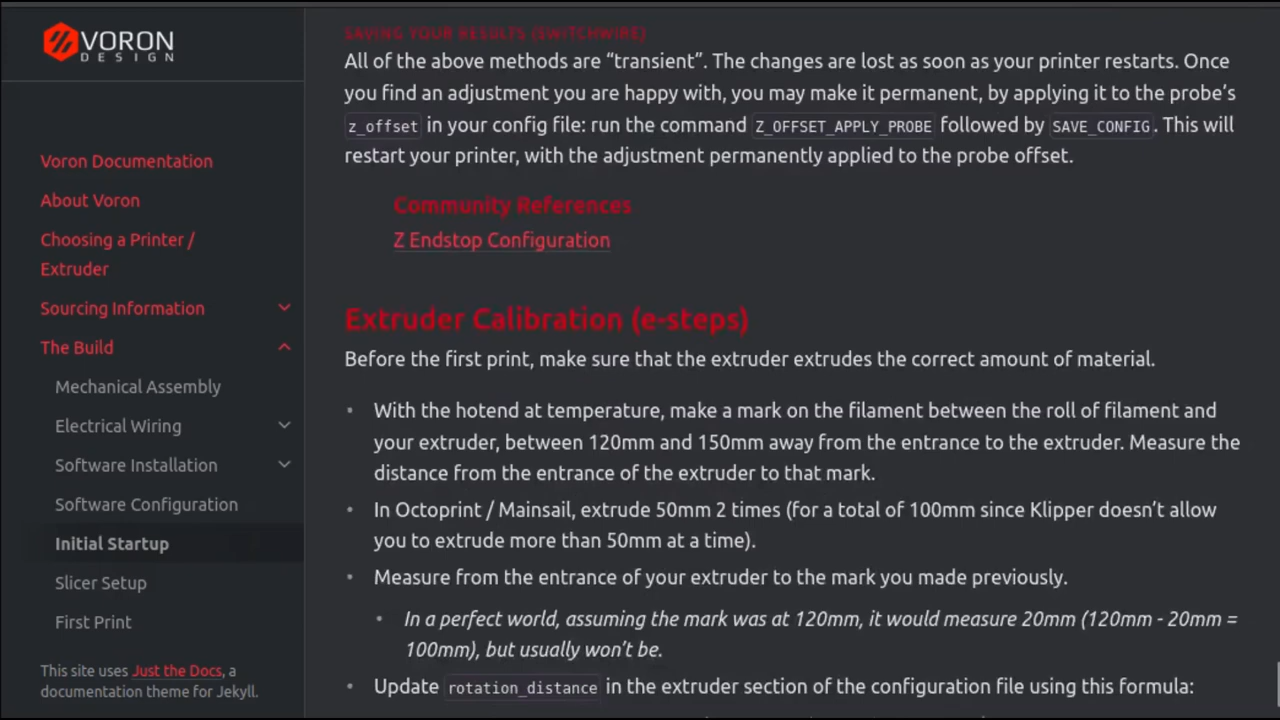 VORON
DESIGN
Voron Documentation
About Voron
Choosing a Printer /
Extruder
Sourcing Information
The Build
Mechanical Assembly
Electrical Wiring
Software Installation
Software Configuration
Initial Startup
Slicer Setup
First Print
This site uses Just the Docs, a
documentation theme for Jekyll.
SAVING YOUR RESULTS (SWITCHWIRE)
All of the above methods are “transient”. The changes are lost as soon as your printer restarts. Once
you find an adjustment you are happy with, you may make it permanent, by applying it to the probe’s
z_offset in your config file: run the command Z_OFFSET_APPLY_PROBE followed by SAVE_CONFIG. This will
restart your printer, with the adjustment permanently applied to the probe offset.
Community References
Z Endstop Configuration
Extruder Calibration (e-steps)
Before the first print, make sure that the extruder extrudes the correct amount of material.
• With the hotend at temperature, make a mark on the filament between the roll of filament and
your extruder, between 120mm and 150mm away from the entrance to the extruder. Measure the
distance from the entrance of the extruder to that mark.
• In Octoprint / Mainsail, extrude 50mm 2 times (for a total of 100mm since Klipper doesn’t allow
you to extrude more than 50mm at a time).
• Measure from the entrance of your extruder to the mark you made previously.
• In a perfect world, assuming the mark was at 120mm, it would measure 20mm (120mm - 20mm =
100mm), but usually won’t be.
• Update rotation_distance in the extruder section of the configuration file using this formula: